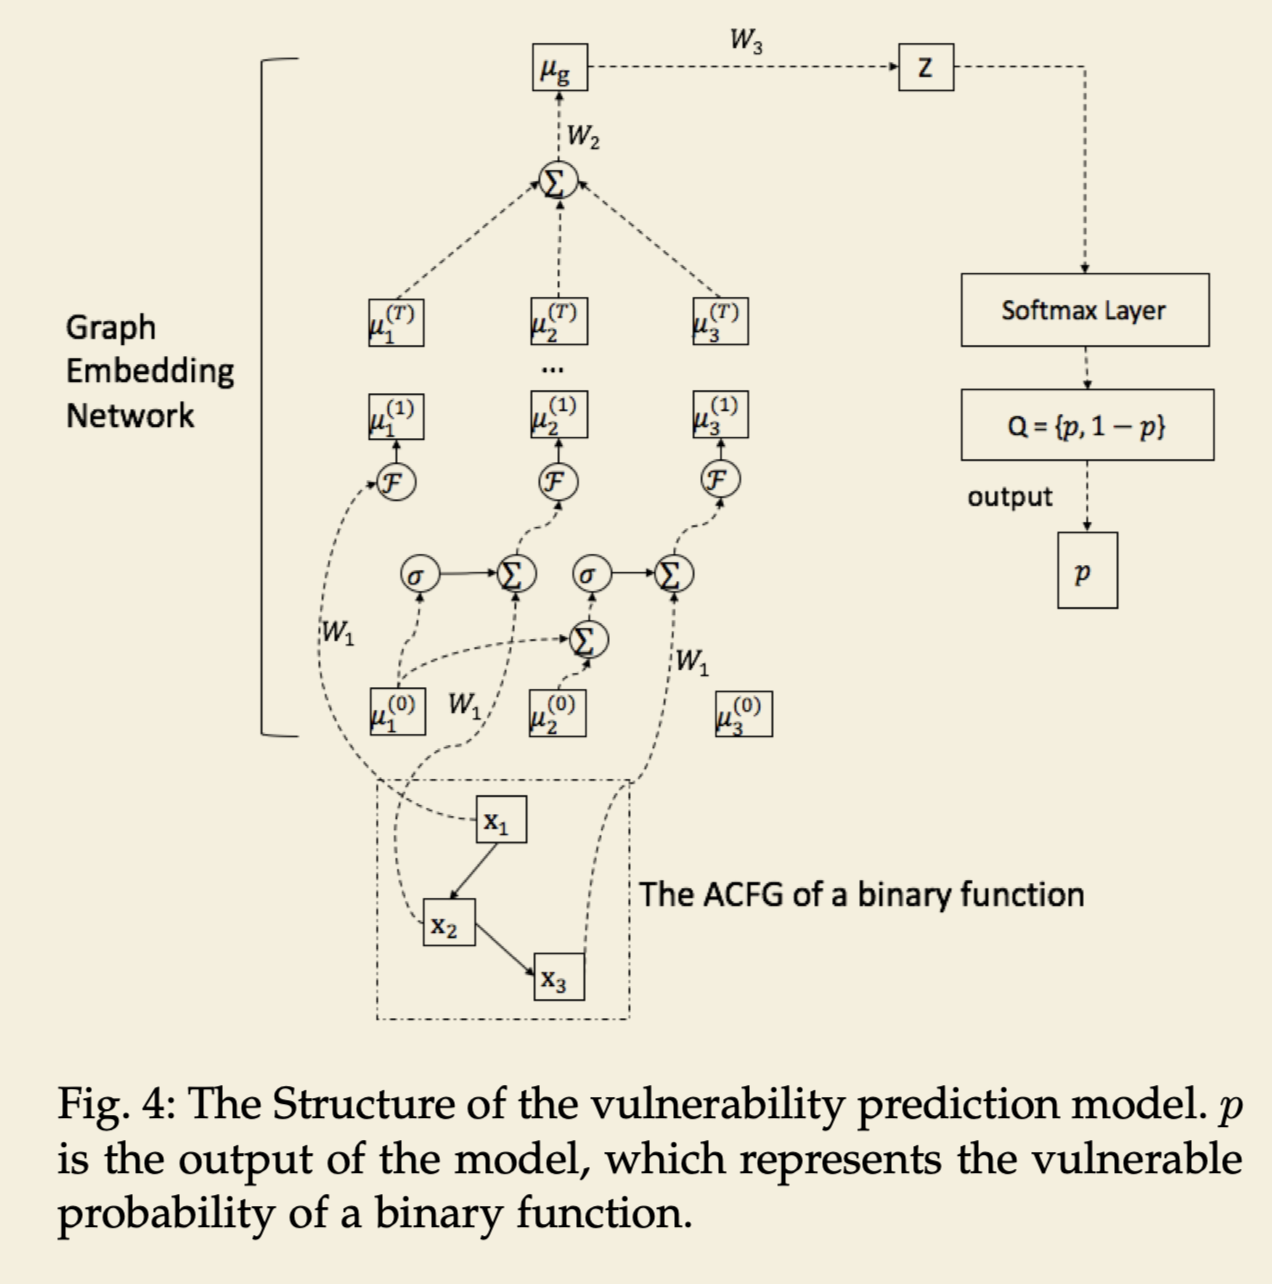 W₃
μg
Z
W₂
Σ
Graph
Embedding
Network
μ₁^(T)
μ₂^(T)
μ₃^(T)
...
μ₁^(1)
μ₂^(1)
μ₃^(1)
ℱ
ℱ
ℱ
σ
Σ
σ
Σ
W₁
Σ
W₁
μ₁^(0)
W₁
μ₂^(0)
μ₃^(0)
x₁
x₂
x₃
The ACFG of a binary function
Softmax Layer
Q = {p, 1 − p}
output
p
Fig. 4: The Structure of the vulnerability prediction model. p
is the output of the model, which represents the vulnerable
probability of a binary function.